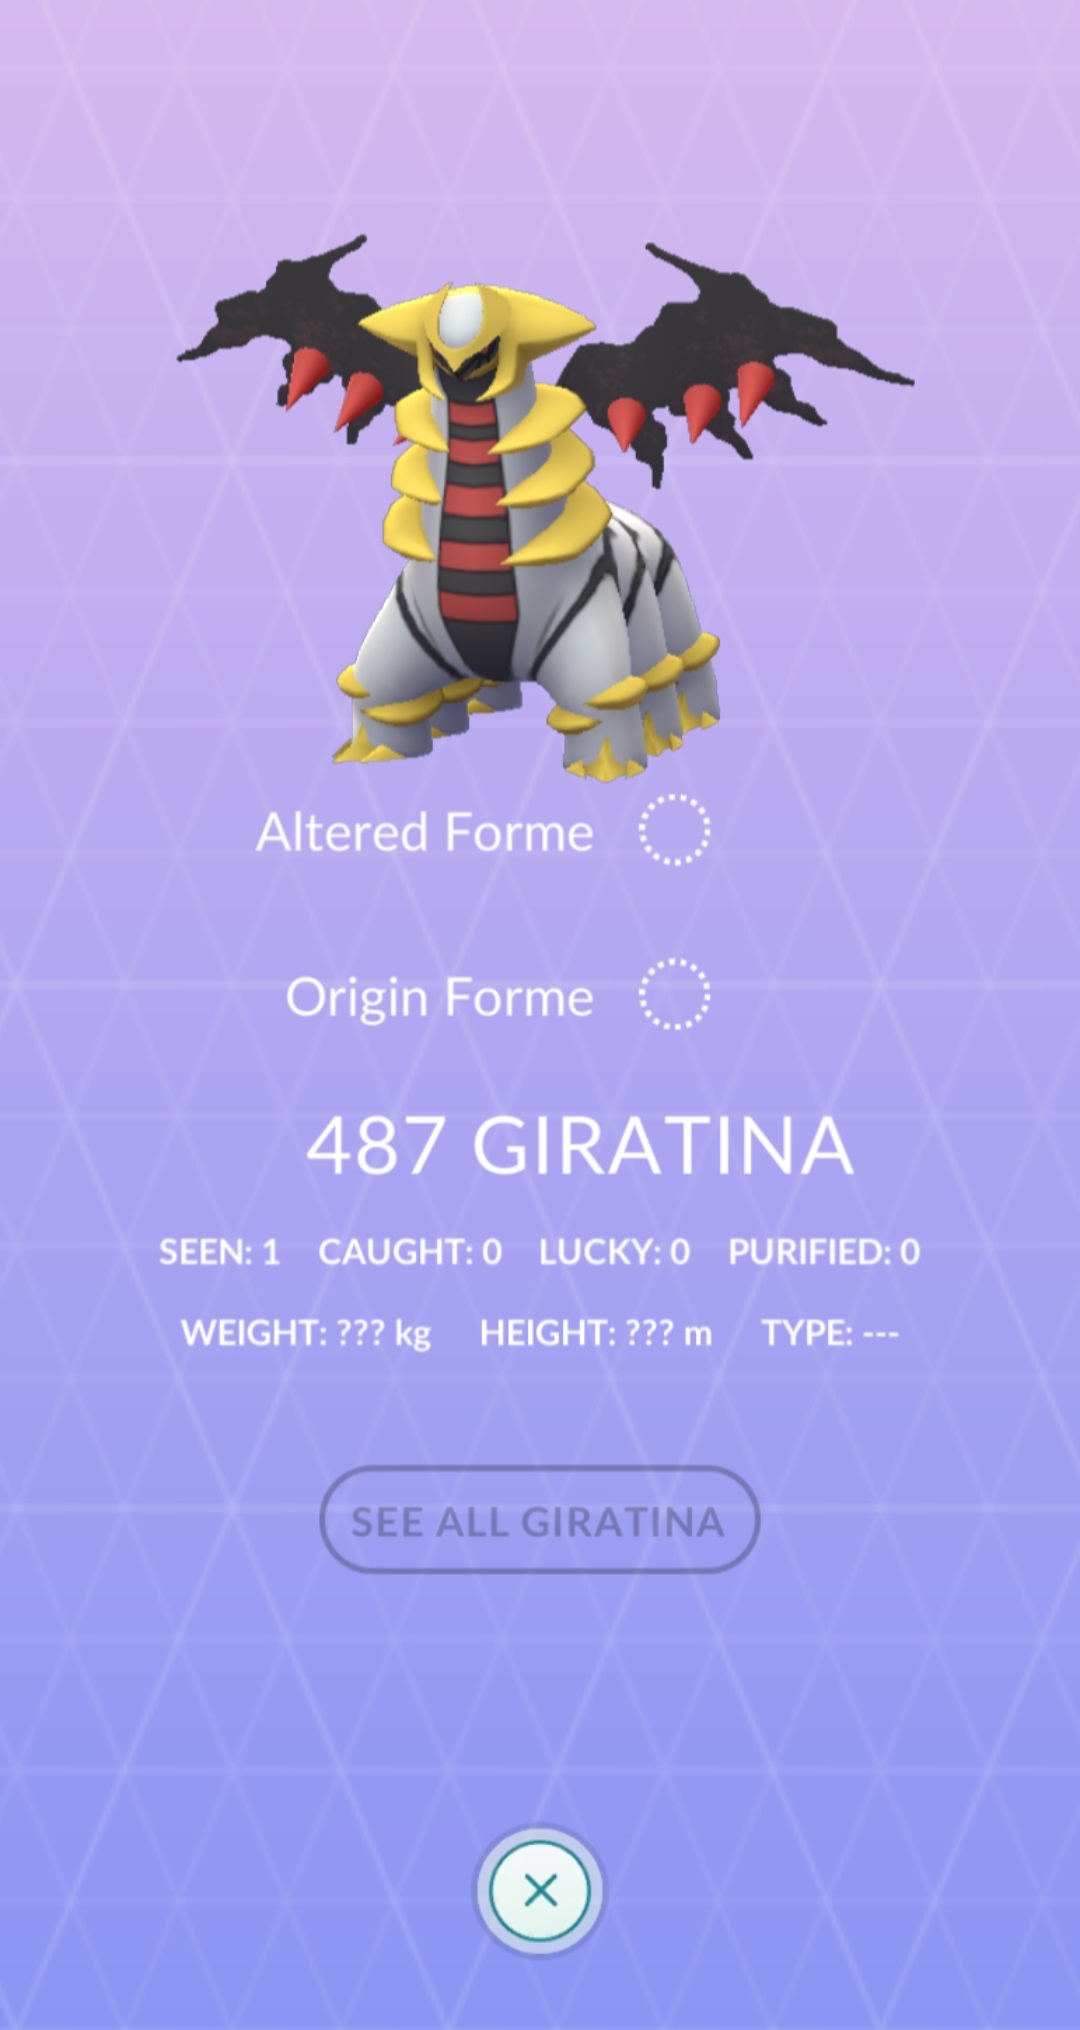 Altered Forme
Origin Forme
487 GIRATINA
SEEN: 1 CAUGHT: 0 LUCKY: 0 PURIFIED: 0
WEIGHT: ??? kg HEIGHT: ??? m TYPE: ---
SEE ALL GIRATINA